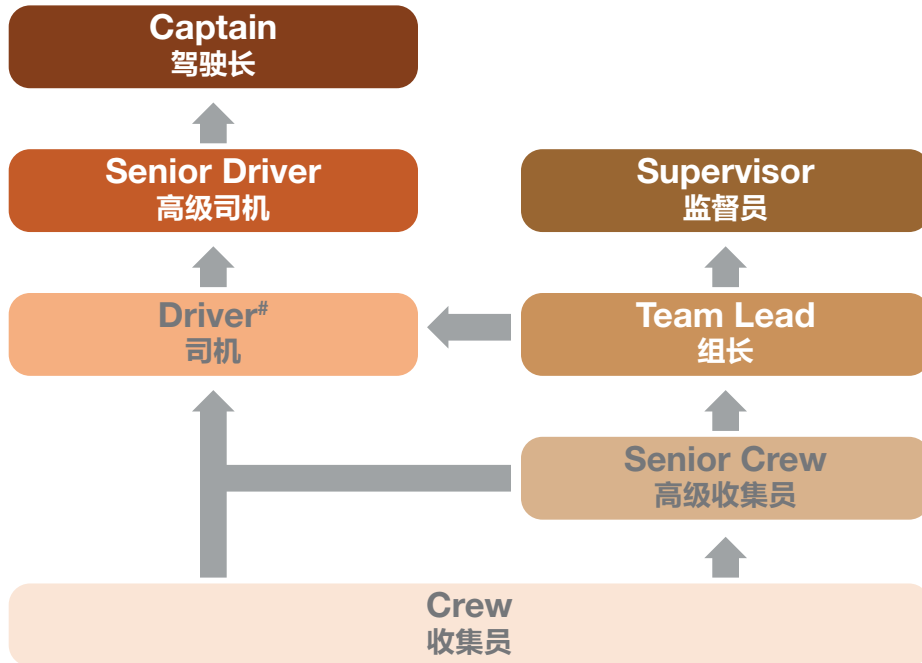 Captain
驾驶长
Senior Driver
高级司机
Supervisor
监督员
Driver#
司机
Team Lead
组长
Senior Crew
高级收集员
Crew
收集员